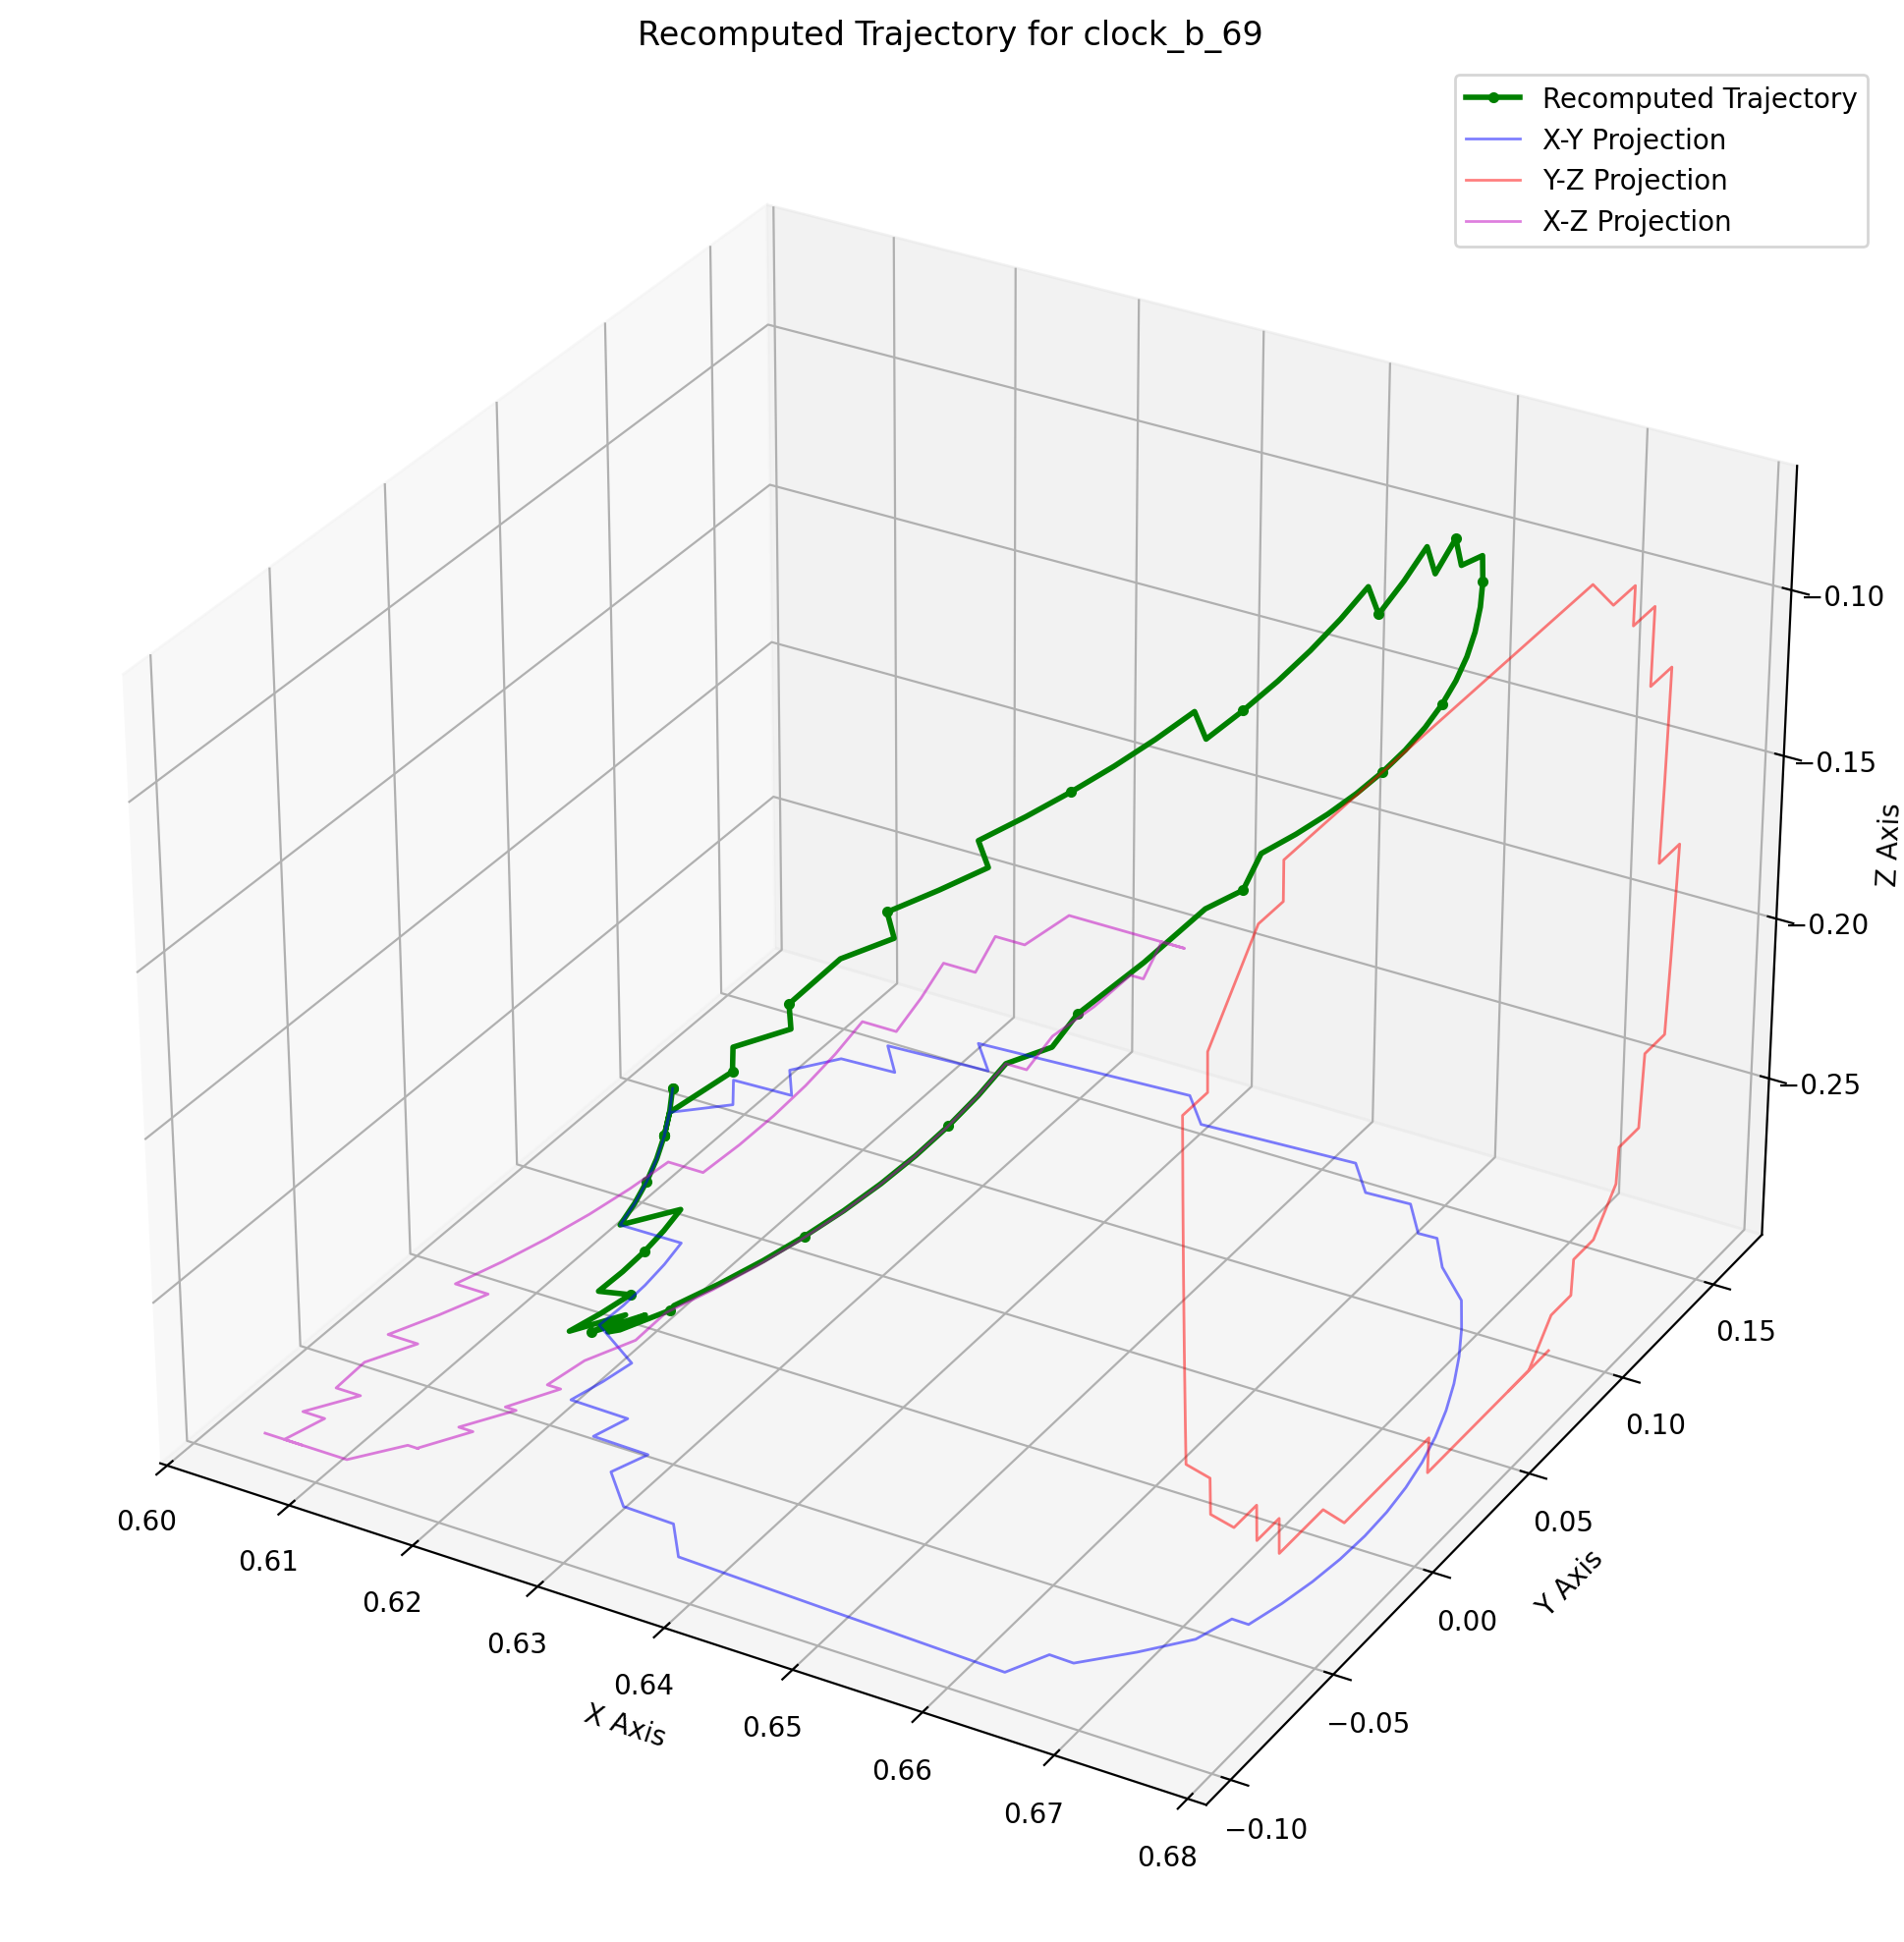 Recomputed Trajectory for clock_b_69
Recomputed Trajectory
X-Y Projection
Y-Z Projection
X-Z Projection
−0.10
−0.15
−0.20
−0.25
Z Axis
0.15
0.10
0.05
0.00
−0.05
−0.10
Y Axis
0.60
0.61
0.62
0.63
0.64
0.65
0.66
0.67
0.68
X Axis